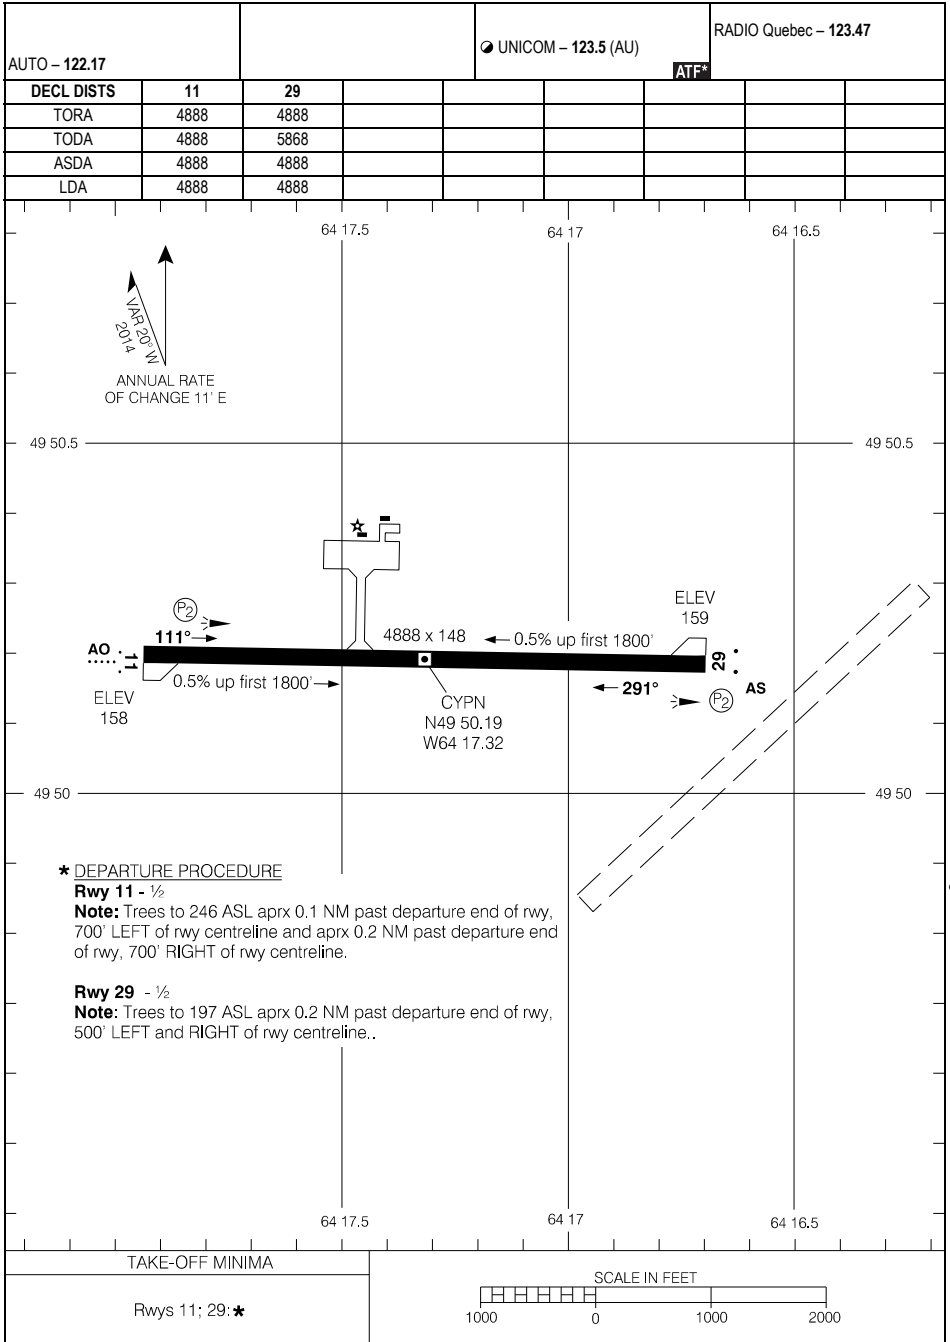 AUTO – 122.17
UNICOM – 123.5 (AU)
ATF*
RADIO Quebec – 123.47
DECL DISTS 11 29
TORA 4888 4888
TODA 4888 5868
ASDA 4888 4888
LDA 4888 4888
64 17.5 64 17 64 16.5
VAR 20° W
2014
ANNUAL RATE
OF CHANGE 11' E
49 50.5 49 50.5
ELEV
159
P2
111°
4888 x 148
0.5% up first 1800'
AO
11
29
0.5% up first 1800'
ELEV
158
291°
P2
AS
CYPN
N49 50.19
W64 17.32
49 50 49 50
* DEPARTURE PROCEDURE
Rwy 11 - ½
Note: Trees to 246 ASL aprx 0.1 NM past departure end of rwy,
700' LEFT of rwy centreline and aprx 0.2 NM past departure end
of rwy, 700' RIGHT of rwy centreline.
Rwy 29 - ½
Note: Trees to 197 ASL aprx 0.2 NM past departure end of rwy,
500' LEFT and RIGHT of rwy centreline..
64 17.5 64 17 64 16.5
TAKE-OFF MINIMA
Rwys 11; 29: *
SCALE IN FEET
1000 0 1000 2000